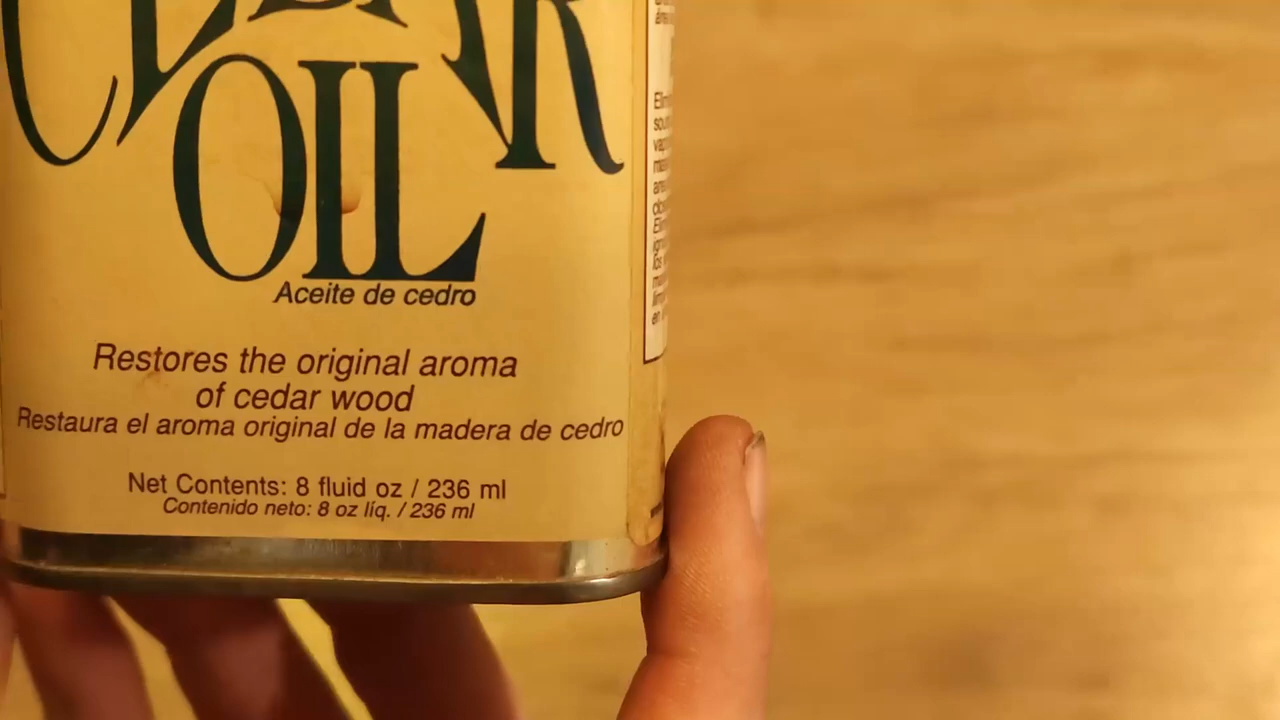 CEDAR
OIL
Aceite de cedro
Restores the original aroma
of cedar wood
Restaura el aroma original de la madera de cedro
Net Contents: 8 fluid oz / 236 ml
Contenido neto: 8 oz líq. / 236 ml